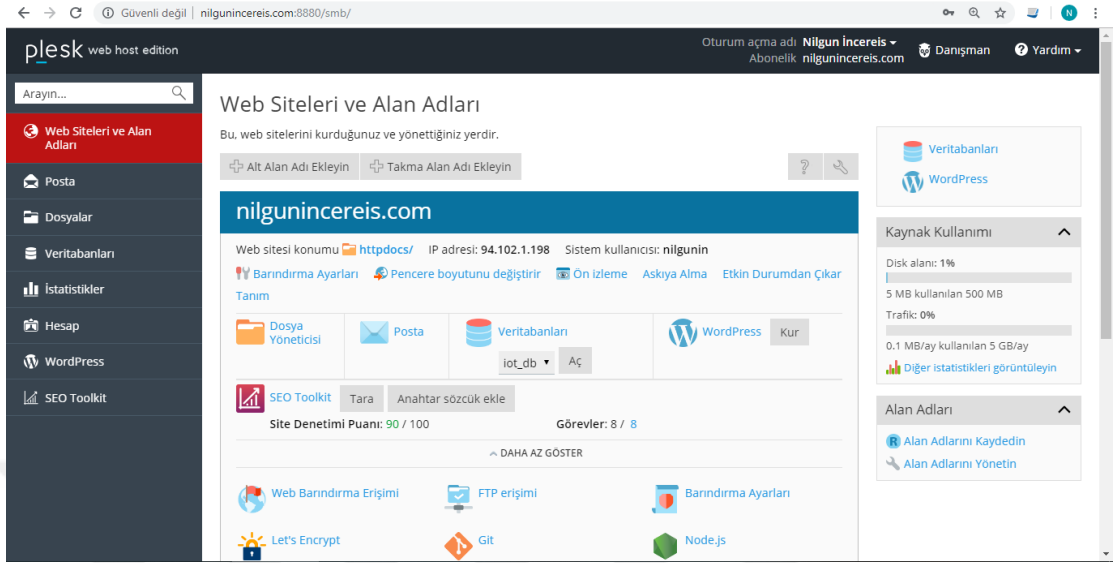 Güvenli değil | nilgunincereis.com:8880/smb/
N
plesk web host edition
Oturum açma adı Nilgun İncereis
Abonelik nilgunincereis.com
Danışman
Yardım
Arayın...
Web Siteleri ve Alan
Adları
Posta
Dosyalar
Veritabanları
İstatistikler
Hesap
WordPress
SEO Toolkit
Web Siteleri ve Alan Adları
Bu, web sitelerini kurduğunuz ve yönettiğiniz yerdir.
Alt Alan Adı Ekleyin
Takma Alan Adı Ekleyin
?
nilgunincereis.com
Web sitesi konumu httpdocs/ IP adresi: 94.102.1.198 Sistem kullanıcısı: nilgunin
Barındırma Ayarları Pencere boyutunu değiştirir Ön izleme Askıya Alma Etkin Durumdan Çıkar
Tanım
Dosya
Yöneticisi
Posta
Veritabanları
iot_db Aç
WordPress Kur
SEO Toolkit Tara Anahtar sözcük ekle
Site Denetimi Puanı: 90 / 100 Görevler: 8 / 8
DAHA AZ GÖSTER
Web Barındırma Erişimi
FTP erişimi
Barındırma Ayarları
Let's Encrypt
Git
Node.js
Veritabanları
WordPress
Kaynak Kullanımı
Disk alanı: 1%
5 MB kullanılan 500 MB
Trafik: 0%
0.1 MB/ay kullanılan 5 GB/ay
Diğer istatistikleri görüntüleyin
Alan Adları
R Alan Adlarını Kaydedin
Alan Adlarını Yönetin